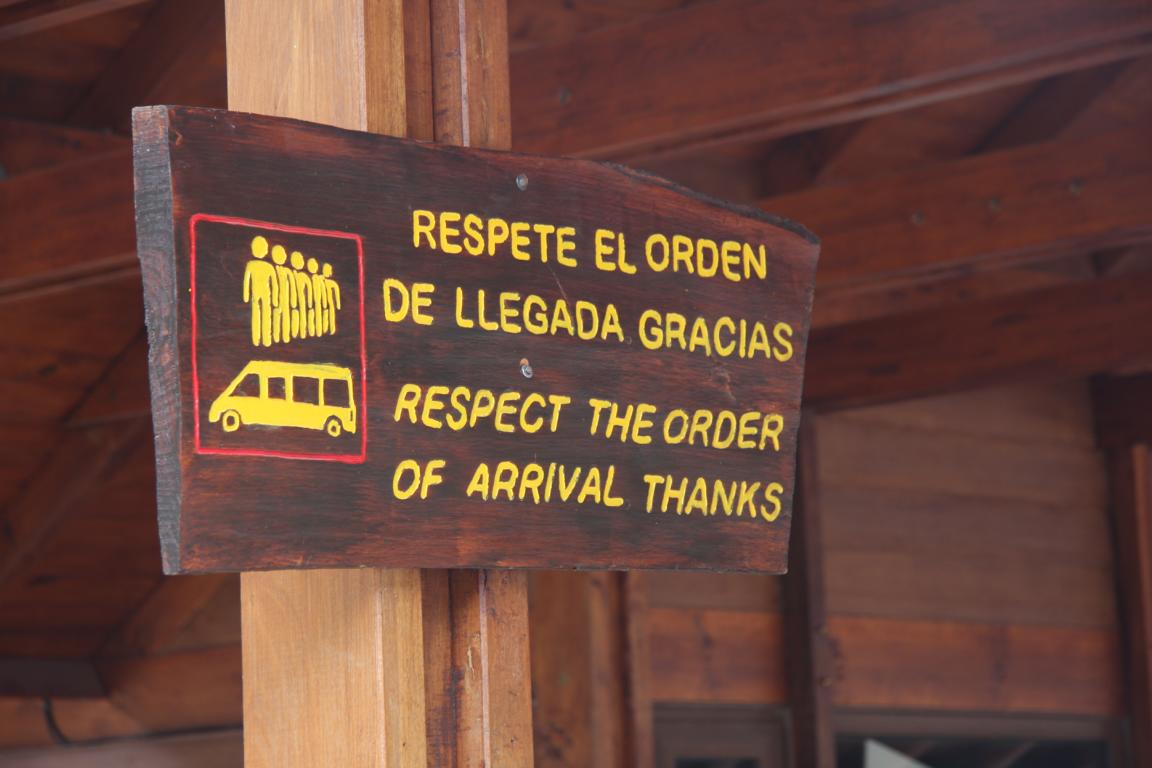 RESPETE EL ORDEN
DE LLEGADA GRACIAS
RESPECT THE ORDER
OF ARRIVAL THANKS